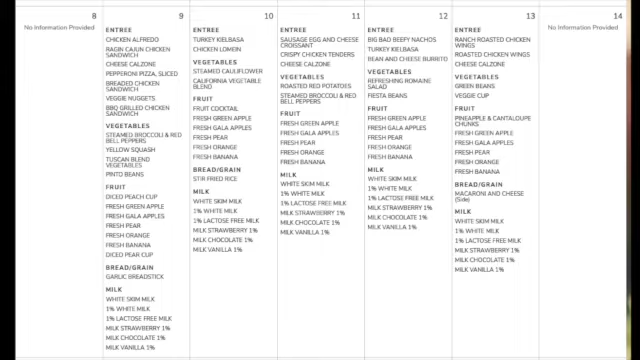 8
No Information Provided
9
ENTREE
CHICKEN ALFREDO
RAGIN CAJUN CHICKEN
SANDWICH
CHEESE CALZONE
PEPPERONI PIZZA, SLICED
BREADED CHICKEN
SANDWICH
VEGGIE NUGGETS
BBQ GRILLED CHICKEN
SANDWICH
VEGETABLES
STEAMED BROCCOLI & RED
BELL PEPPERS
YELLOW SQUASH
TUSCAN BLEND
VEGETABLES
PINTO BEANS
FRUIT
DICED PEACH CUP
FRESH GREEN APPLE
FRESH GALA APPLES
FRESH PEAR
FRESH ORANGE
FRESH BANANA
DICED PEAR CUP
BREAD/GRAIN
GARLIC BREADSTICK
MILK
WHITE SKIM MILK
1% WHITE MILK
1% LACTOSE FREE MILK
MILK STRAWBERRY 1%
MILK CHOCOLATE 1%
MILK VANILLA 1%
10
ENTREE
TURKEY KIELBASA
CHICKEN LOMEIN
VEGETABLES
STEAMED CAULIFLOWER
CALIFORNIA VEGETABLE
BLEND
FRUIT
FRUIT COCKTAIL
FRESH GREEN APPLE
FRESH GALA APPLES
FRESH PEAR
FRESH ORANGE
FRESH BANANA
BREAD/GRAIN
STIR FRIED RICE
MILK
WHITE SKIM MILK
1% WHITE MILK
1% LACTOSE FREE MILK
MILK STRAWBERRY 1%
MILK CHOCOLATE 1%
MILK VANILLA 1%
11
ENTREE
SAUSAGE EGG AND CHEESE
CROISSANT
CRISPY CHICKEN TENDERS
CHEESE CALZONE
VEGETABLES
ROASTED RED POTATOES
STEAMED BROCCOLI & RED
BELL PEPPERS
FRUIT
FRESH GREEN APPLE
FRESH GALA APPLES
FRESH PEAR
FRESH ORANGE
FRESH BANANA
MILK
WHITE SKIM MILK
1% WHITE MILK
1% LACTOSE FREE MILK
MILK STRAWBERRY 1%
MILK CHOCOLATE 1%
MILK VANILLA 1%
12
ENTREE
BIG BAD BEEFY NACHOS
TURKEY KIELBASA
BEAN AND CHEESE BURRITO
VEGETABLES
REFRESHING ROMAINE
SALAD
FIESTA BEANS
FRUIT
FRESH GREEN APPLE
FRESH GALA APPLES
FRESH PEAR
FRESH ORANGE
FRESH BANANA
MILK
WHITE SKIM MILK
1% WHITE MILK
1% LACTOSE FREE MILK
MILK STRAWBERRY 1%
MILK CHOCOLATE 1%
MILK VANILLA 1%
13
ENTREE
RANCH ROASTED CHICKEN
WINGS
ROASTED CHICKEN WINGS
CHEESE CALZONE
VEGETABLES
GREEN BEANS
VEGGIE CUP
FRUIT
PINEAPPLE & CANTALOUPE
CHUNKS
FRESH GREEN APPLE
FRESH GALA APPLES
FRESH PEAR
FRESH ORANGE
FRESH BANANA
BREAD/GRAIN
MACARONI AND CHEESE
(Side)
MILK
WHITE SKIM MILK
1% WHITE MILK
1% LACTOSE FREE MILK
MILK STRAWBERRY 1%
MILK CHOCOLATE 1%
MILK VANILLA 1%
14
No Information Provided